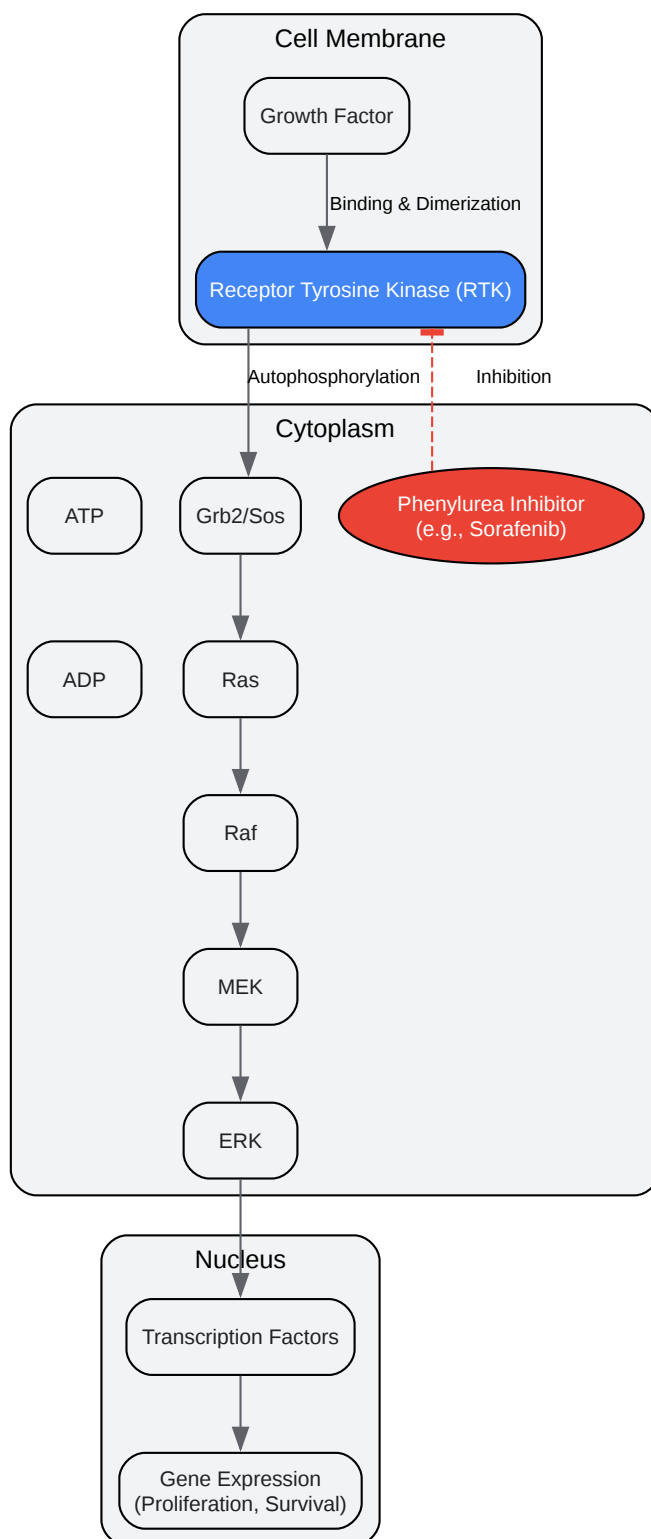 Cell Membrane
Growth Factor
Binding & Dimerization
Receptor Tyrosine Kinase (RTK)
Autophosphorylation
Inhibition
Cytoplasm
ATP
Grb2/Sos
Phenylurea Inhibitor
(e.g., Sorafenib)
ADP
Ras
Raf
MEK
ERK
Nucleus
Transcription Factors
Gene Expression
(Proliferation, Survival)